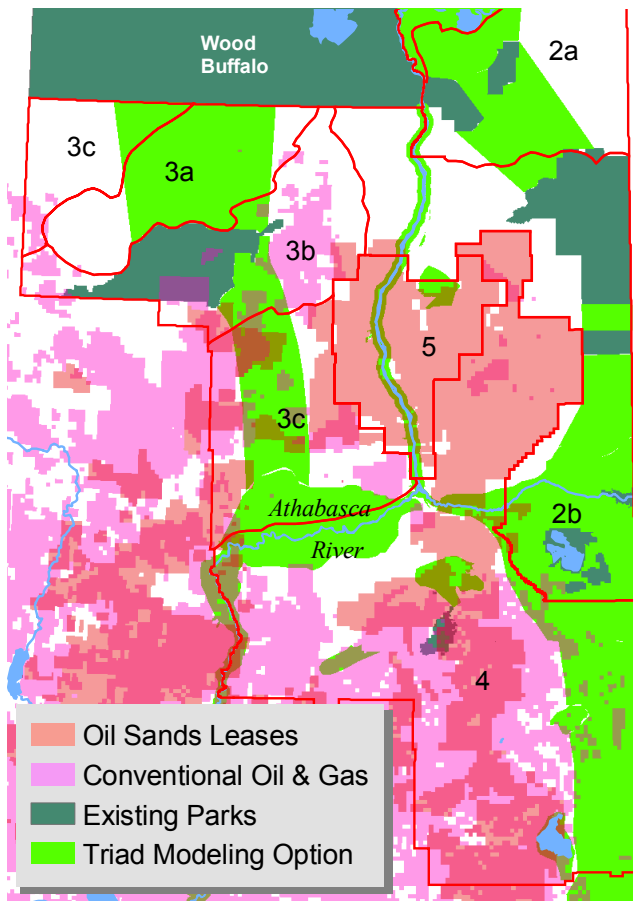 Wood
Buffalo
2a
3c
3a
3b
5
3c
Athabasca
River
2b
4
Oil Sands Leases
Conventional Oil & Gas
Existing Parks
Triad Modeling Option